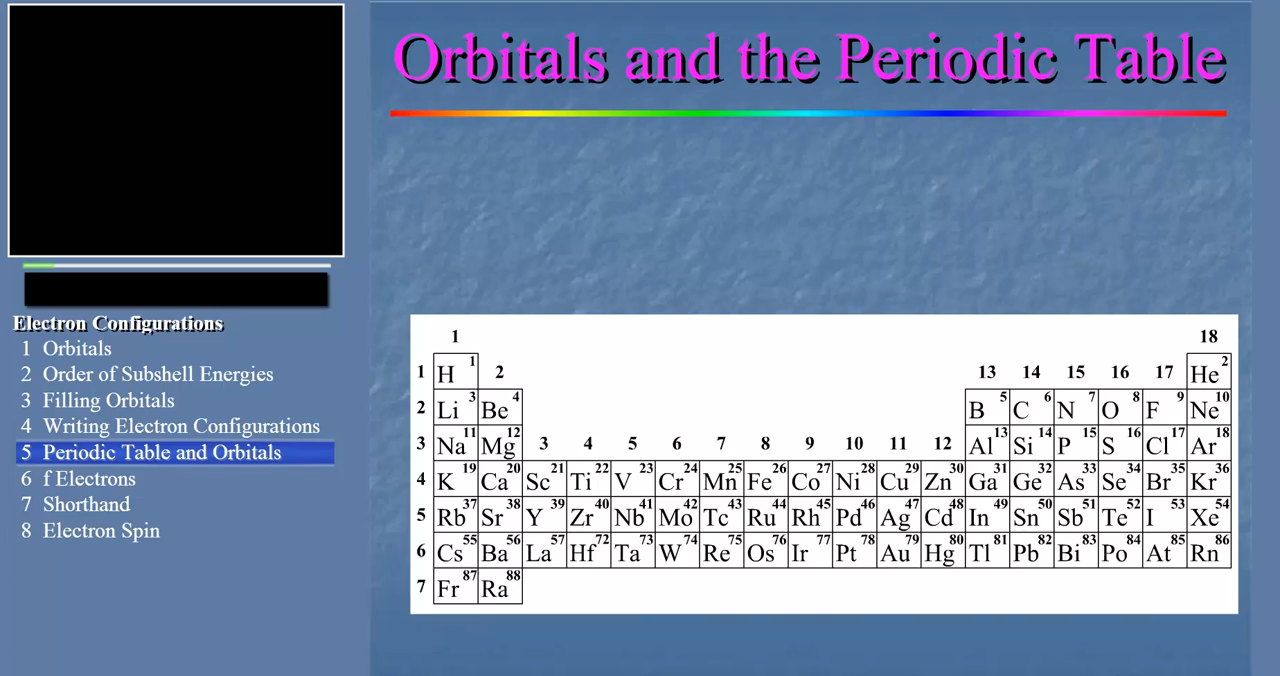 Orbitals and the Periodic Table
Electron Configurations
1 Orbitals
2 Order of Subshell Energies
3 Filling Orbitals
4 Writing Electron Configurations
5 Periodic Table and Orbitals
6 f Electrons
7 Shorthand
8 Electron Spin
1 18
1 H 1 2 13 14 15 16 17 He 2
2 Li 3 Be 4 B 5 C 6 N 7 O 8 F 9 Ne 10
3 Na 11 Mg 12 3 4 5 6 7 8 9 10 11 12 Al 13 Si 14 P 15 S 16 Cl 17 Ar 18
4 K 19 Ca 20 Sc 21 Ti 22 V 23 Cr 24 Mn 25 Fe 26 Co 27 Ni 28 Cu 29 Zn 30 Ga 31 Ge 32 As 33 Se 34 Br 35 Kr 36
5 Rb 37 Sr 38 Y 39 Zr 40 Nb 41 Mo 42 Tc 43 Ru 44 Rh 45 Pd 46 Ag 47 Cd 48 In 49 Sn 50 Sb 51 Te 52 I 53 Xe 54
6 Cs 55 Ba 56 La 57 Hf 72 Ta 73 W 74 Re 75 Os 76 Ir 77 Pt 78 Au 79 Hg 80 Tl 81 Pb 82 Bi 83 Po 84 At 85 Rn 86
7 Fr 87 Ra 88